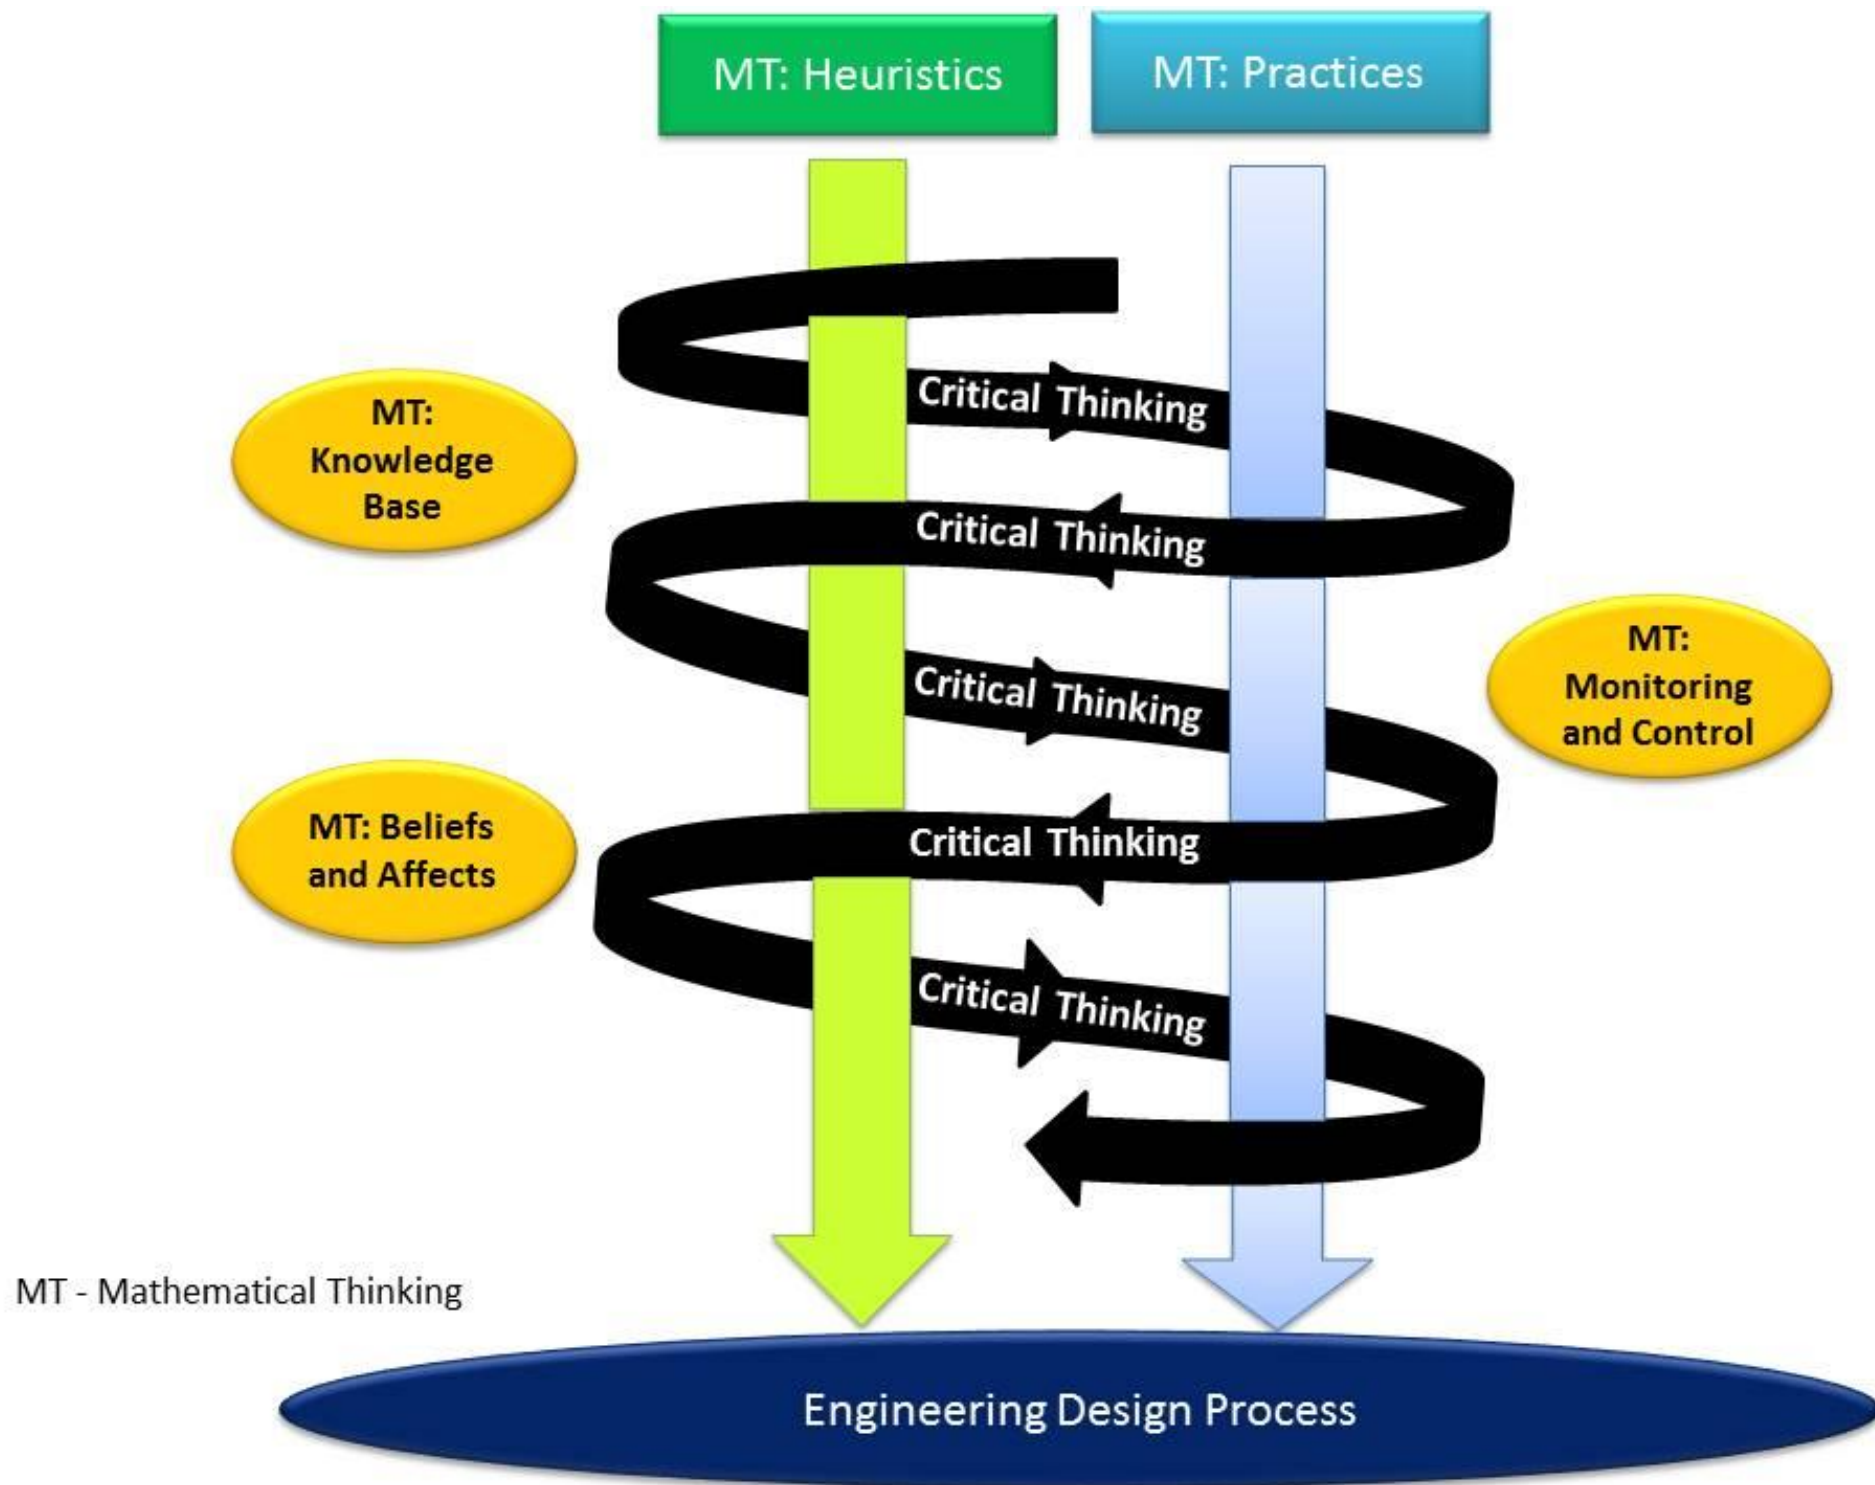 MT: Heuristics
MT: Practices
Critical Thinking
MT:
Knowledge
Base
Critical Thinking
MT:
Monitoring
and Control
Critical Thinking
MT: Beliefs
and Affects
Critical Thinking
Critical Thinking
MT - Mathematical Thinking
Engineering Design Process